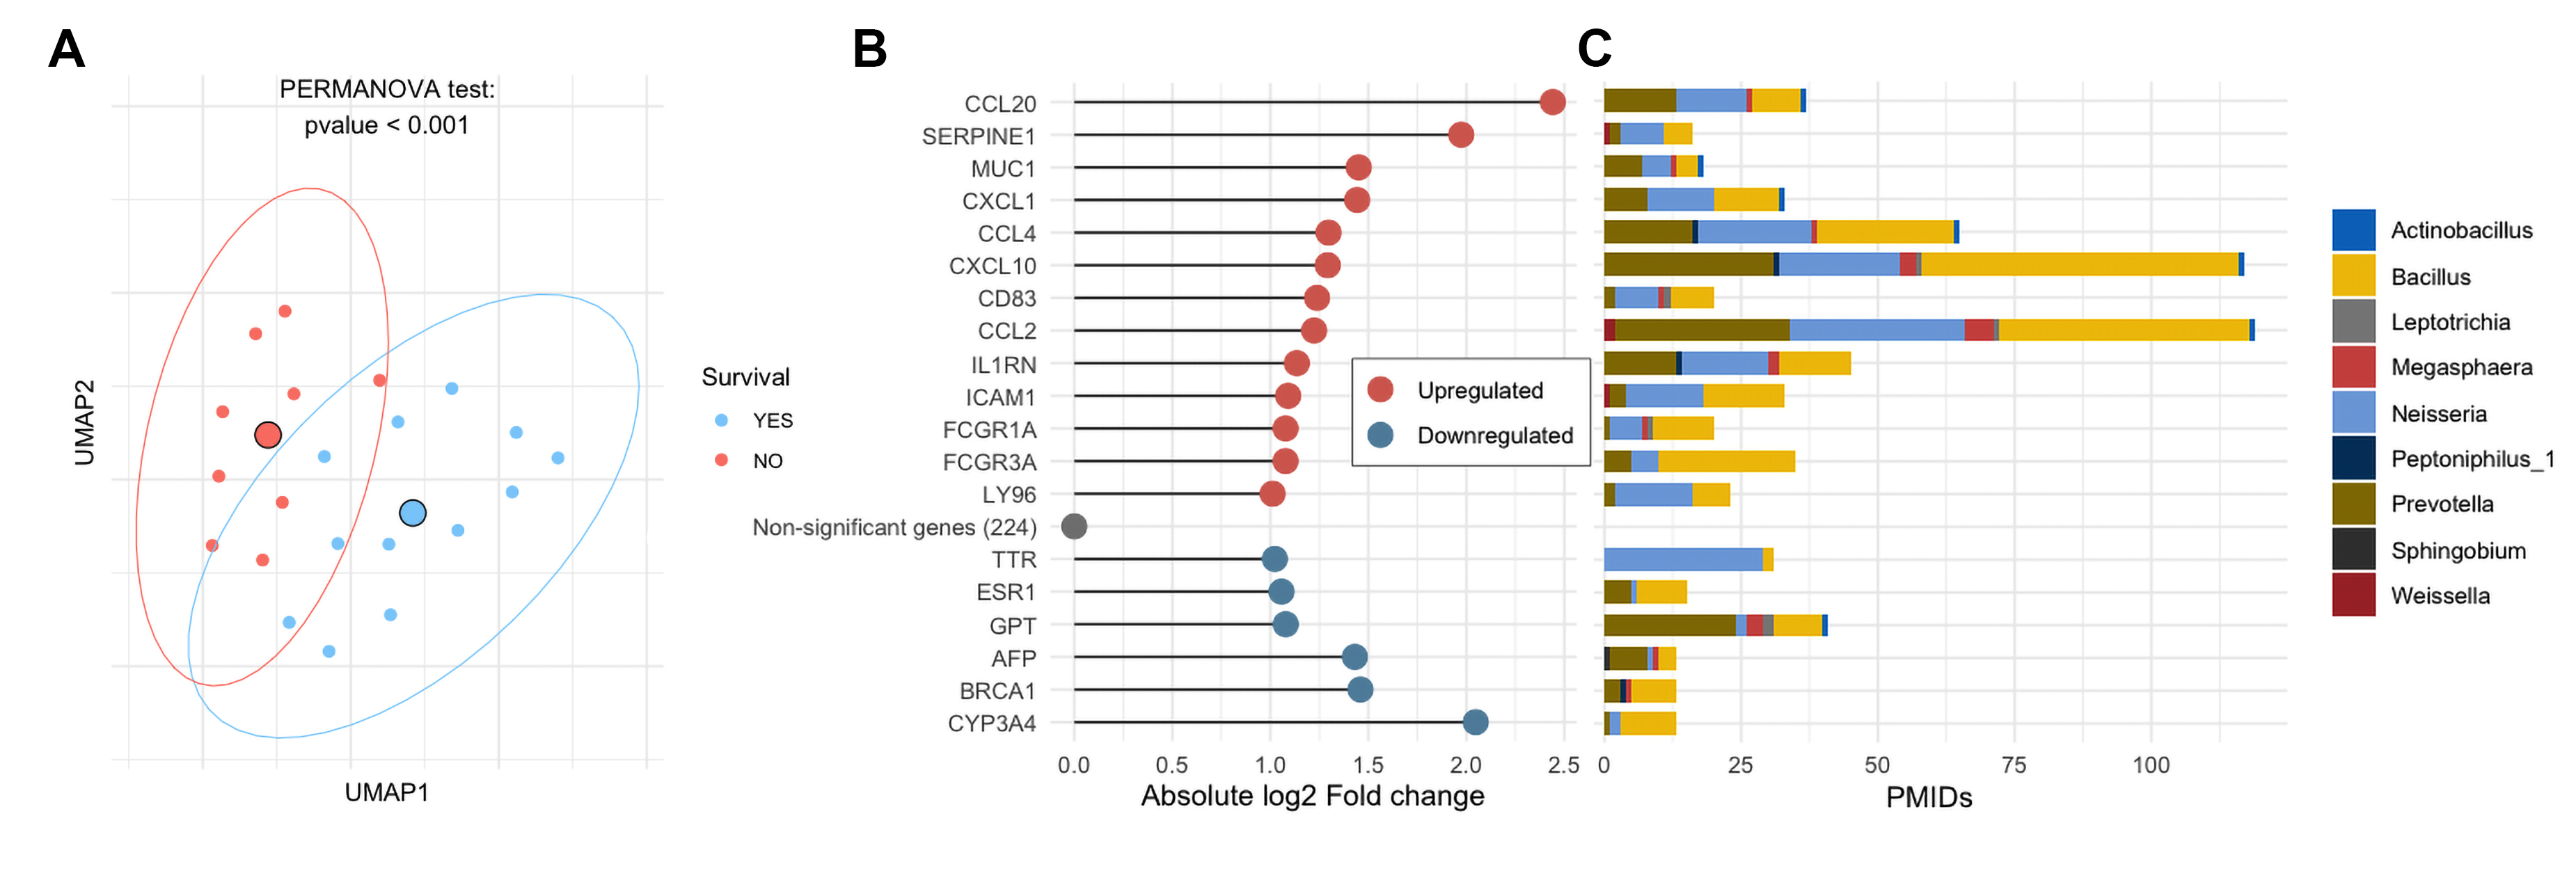 A
PERMANOVA test:
pvalue < 0.001
UMAP2
UMAP1
Survival
YES
NO
B
CCL20
SERPINE1
MUC1
CXCL1
CCL4
CXCL10
CD83
CCL2
IL1RN
ICAM1
FCGR1A
FCGR3A
LY96
Non-significant genes (224)
TTR
ESR1
GPT
AFP
BRCA1
CYP3A4
0.0 0.5 1.0 1.5 2.0 2.5
Absolute log2 Fold change
Upregulated
Downregulated
C
0 25 50 75 100
PMIDs
Actinobacillus
Bacillus
Leptotrichia
Megasphaera
Neisseria
Peptoniphilus_1
Prevotella
Sphingobium
Weissella